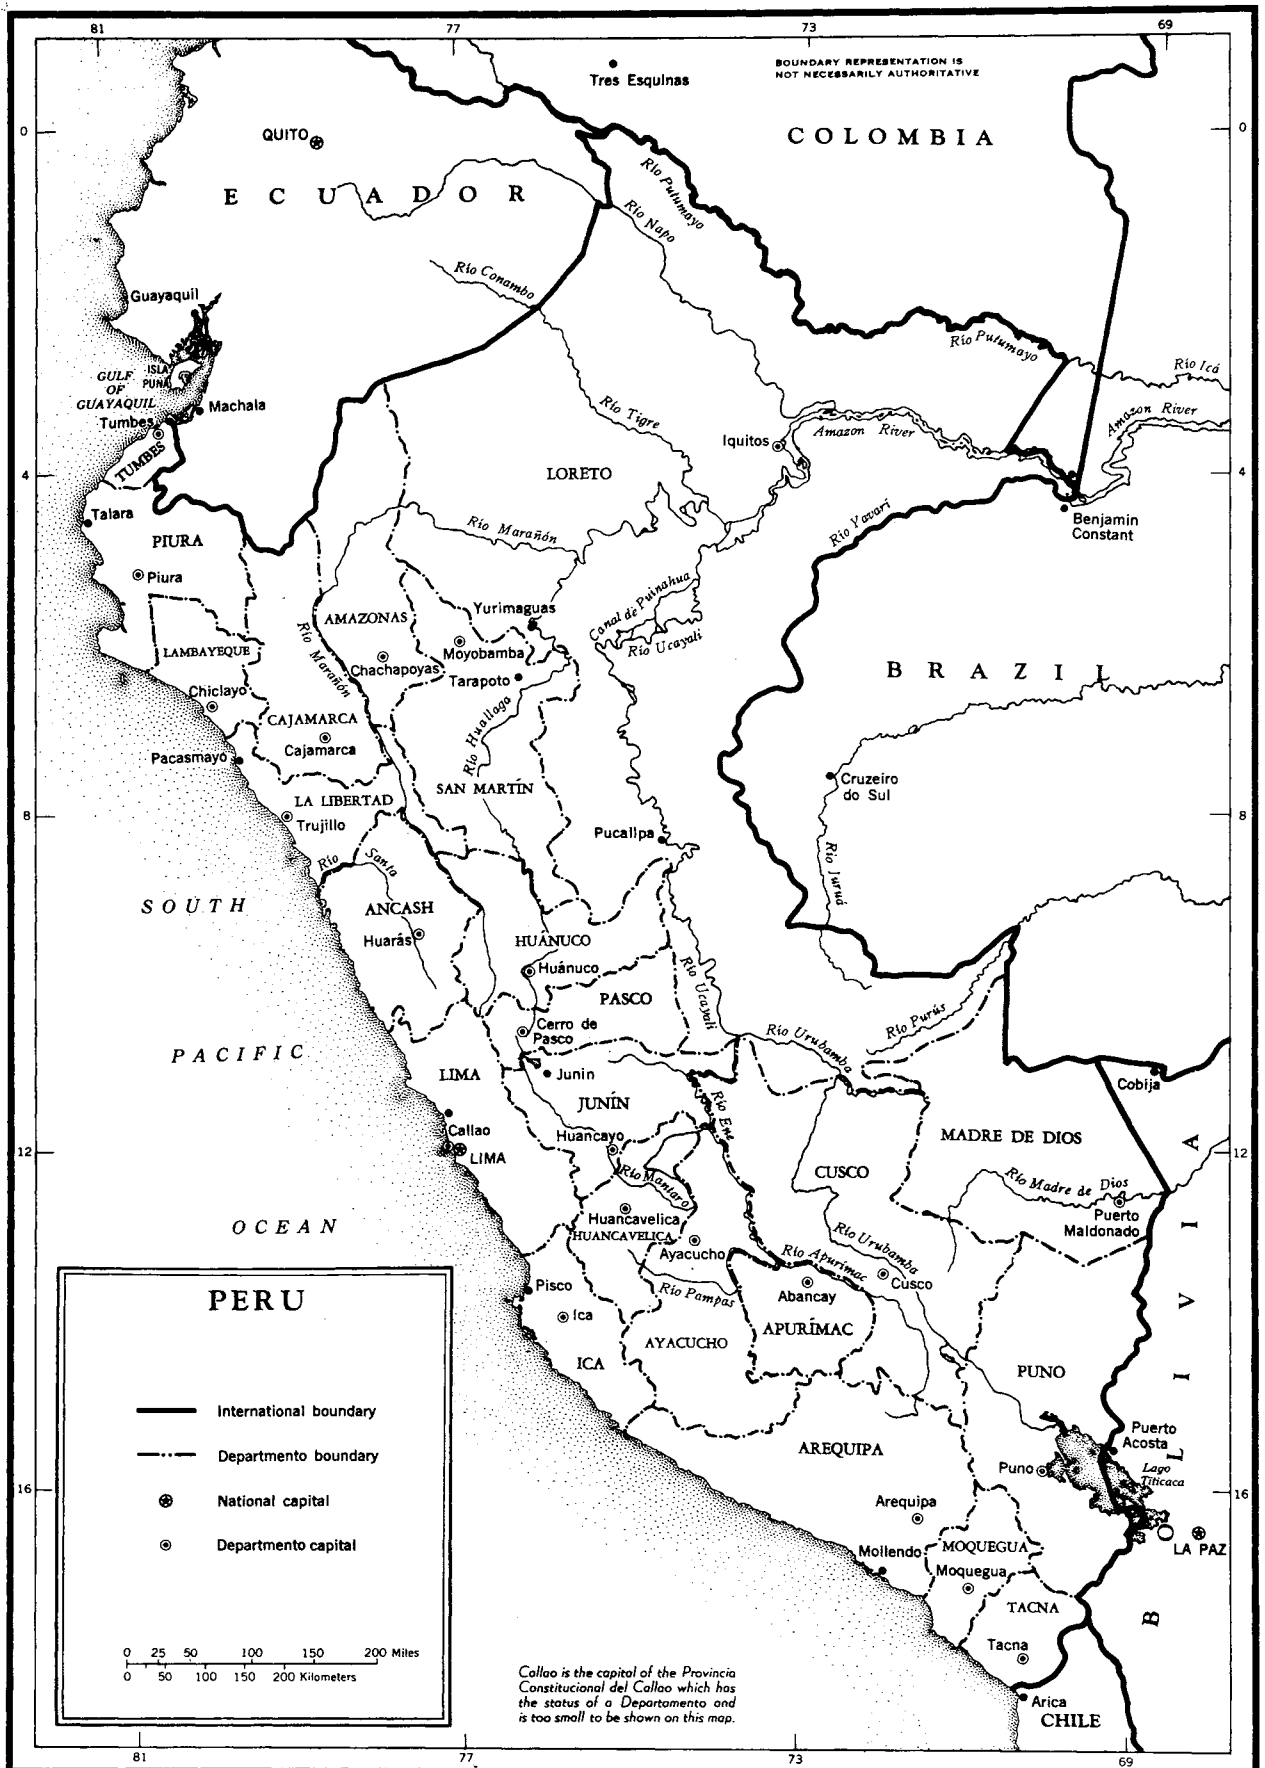 81 77 73 69
BOUNDARY REPRESENTATION IS
NOT NECESSARILY AUTHORITATIVE
Tres Esquinas
0
0
QUITO
COLOMBIA
ECUADOR
Río Putumayo
Río Napo
Río Conambo
Guayaquil
Río Putumayo
Río Icá
GULF
OF
GUAYAQUIL
ISLA
PUNÁ
Machala
Tumbes
TUMBES
Río Tigre
Iquitos
Amazon River
Amazon River
4
4
LORETO
Talara
PIURA
Río Marañón
Río Yavarí
Benjamin
Constant
Piura
Canal de Puinahua
Yurimaguas
AMAZONAS
Río Ucayali
LAMBAYEQUE
Río Marañón
Moyobamba
Chachapoyas
Tarapoto
BRAZIL
Chiclayo
CAJAMARCA
Cajamarca
Río Huallaga
Pacasmayo
Cruzeiro
do Sul
SAN MARTÍN
LA LIBERTAD
Trujillo
8
8
Pucallpa
Río Santa
Río Juruá
SOUTH
ANCASH
Huarás
HUÁNUCO
Huánuco
Río Ucayali
PASCO
Río Purús
Cerro de
Pasco
Río Urubamba
PACIFIC
LIMA
Junin
Cobija
JUNÍN
Río Ene
Callao
LIMA
Huancayo
MADRE DE DIOS
12
12
CUSCO
Río Mantaro
Río Madre de Dios
Puerto
Maldonado
OCEAN
Huancavelica
HUANCAVELICA
Ayacucho
Río Urubamba
Río Apurímac
Cusco
Pisco
Río Pampas
Abancay
Ica
AYACUCHO
APURÍMAC
ICA
PUNO
BOLIVIA
AREQUIPA
Puerto
Acosta
Puno
Lago
Titicaca
16
16
Arequipa
LA PAZ
Mollendo
MOQUEGUA
Moquegua
TACNA
Tacna
Arica
CHILE
PERU
International boundary
Departmento boundary
National capital
Departmento capital
0 25 50 100 150 200 Miles
0 50 100 150 200 Kilometers
Callao is the capital of the Provincia
Constitucional del Callao which has
the status of a Departamento and
is too small to be shown on this map.
81 77 73 69